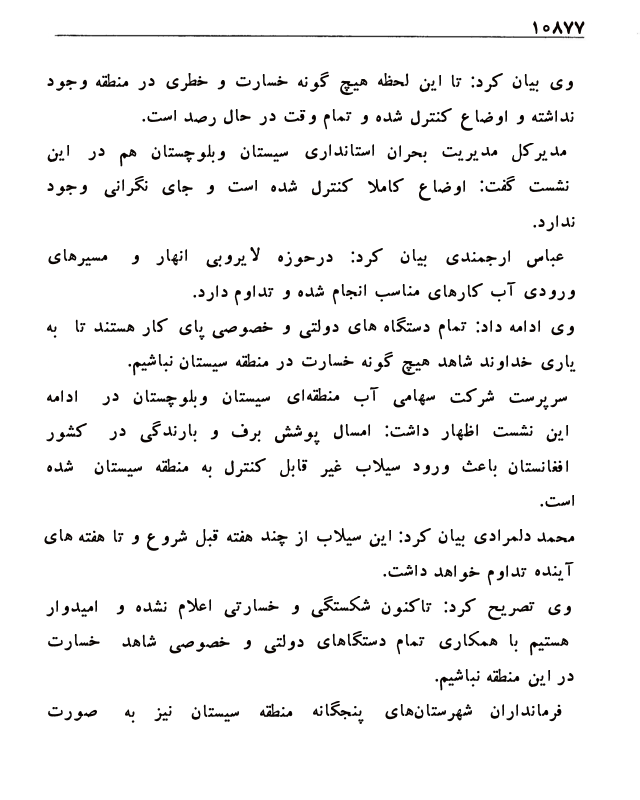 ۱۰۸۷۷
وی بیان کرد: تا این لحظه هیچ گونه خسارت و خطری در منطقه وجود
نداشته و اوضاع کنترل شده و تمام وقت در حال رصد است.
مدیرکل مدیریت بحران استانداری سیستان وبلوچستان هم در این
نشست گفت: اوضاع کاملا کنترل شده است و جای نگرانی وجود
ندارد.
عباس ارجمندی بیان کرد: درحوزه لایروبی انهار و مسیرهای
ورودی آب کارهای مناسب انجام شده و تداوم دارد.
وی ادامه داد: تمام دستگاه های دولتی و خصوصی پای کار هستند تا به
یاری خداوند شاهد هیچ گونه خسارت در منطقه سیستان نباشیم.
سرپرست شرکت سهامی آب منطقه‌ای سیستان وبلوچستان در ادامه
این نشست اظهار داشت: امسال پوشش برف و بارندگی در کشور
افغانستان باعث ورود سیلاب غیر قابل کنترل به منطقه سیستان شده
است.
محمد دلمرادی بیان کرد: این سیلاب از چند هفته قبل شروع و تا هفته های
آینده تداوم خواهد داشت.
وی تصریح کرد: تاکنون شکستگی و خسارتی اعلام نشده و امیدوار
هستیم با همکاری تمام دستگاهای دولتی و خصوصی شاهد خسارت
در این منطقه نباشیم.
فرمانداران شهرستان‌های پنجگانه منطقه سیستان نیز به صورت